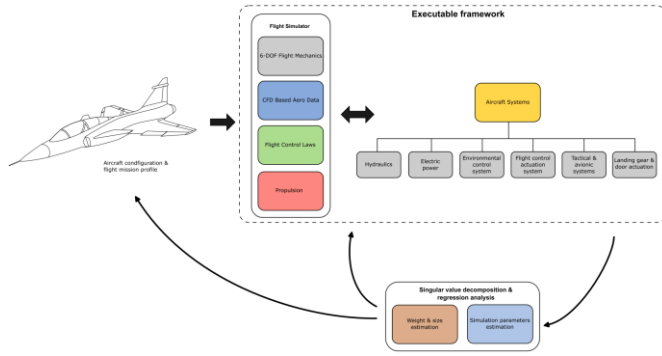 Executable framework
Flight Simulator
6-DOF Flight Mechanics
CFD Based Aero Data
Flight Control Laws
Propulsion
Aircraft condfiguration &
flight mission profile
Aircraft Systems
Hydraulics
Electric
power
Environmental
control
system
Flight control
actuation
system
Tactical &
avionic
systems
Landing gear &
door actuation
Singular value decomposition &
regression analysis
Weight & size
estimation
Simulation parameters
estimation